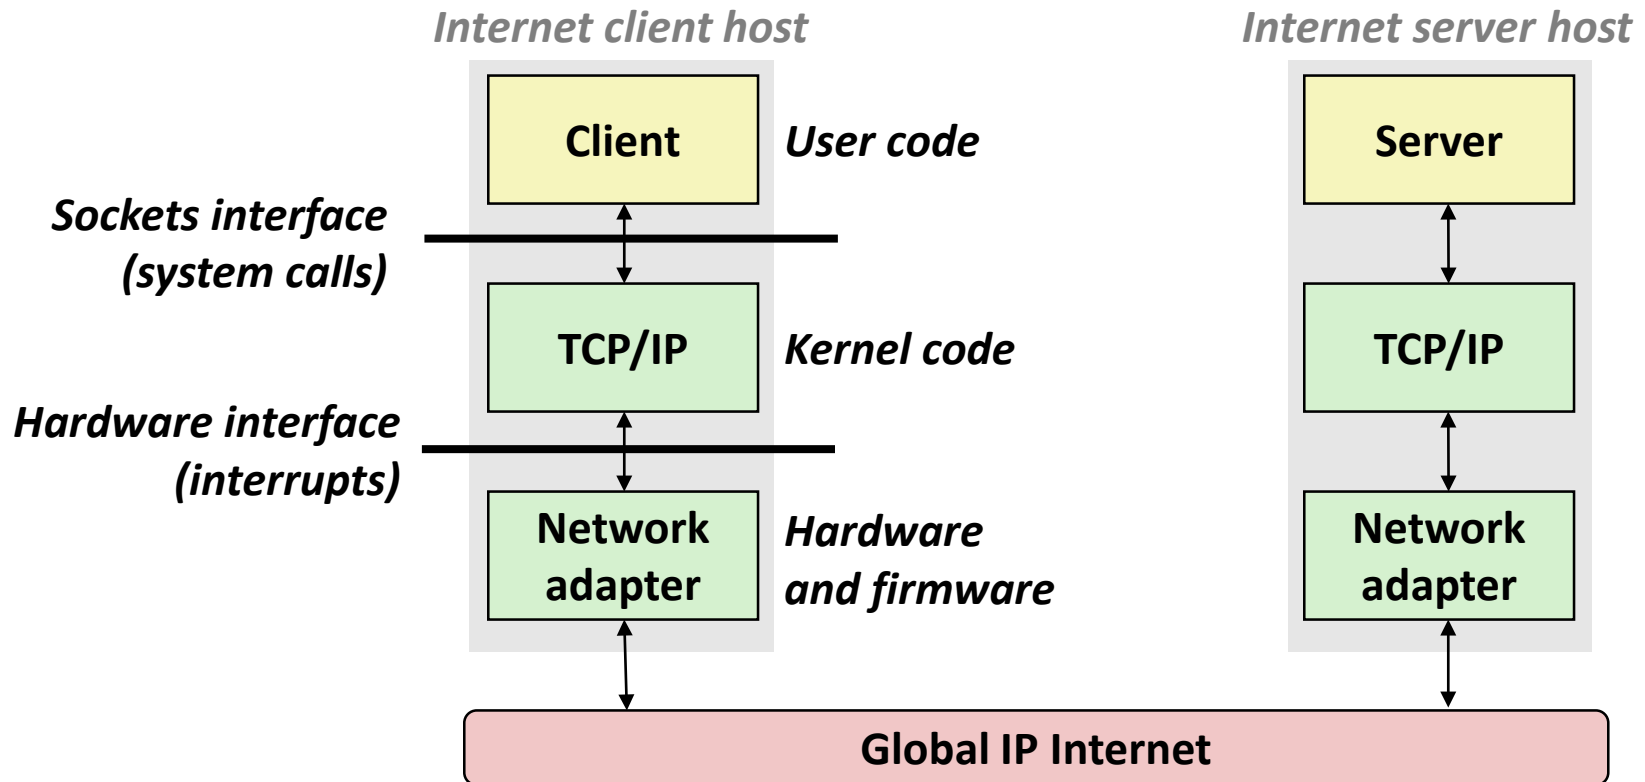 Internet client host
Internet server host
Client
User code
Server
Sockets interface
(system calls)
TCP/IP
Kernel code
TCP/IP
Hardware interface
(interrupts)
Network
adapter
Hardware
and firmware
Network
adapter
Global IP Internet